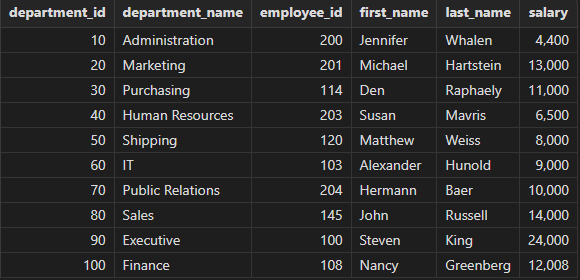 department_id department_name employee_id first_name last_name salary
10 Administration 200 Jennifer Whalen 4,400
20 Marketing 201 Michael Hartstein 13,000
30 Purchasing 114 Den Raphaely 11,000
40 Human Resources 203 Susan Mavris 6,500
50 Shipping 120 Matthew Weiss 8,000
60 IT 103 Alexander Hunold 9,000
70 Public Relations 204 Hermann Baer 10,000
80 Sales 145 John Russell 14,000
90 Executive 100 Steven King 24,000
100 Finance 108 Nancy Greenberg 12,008